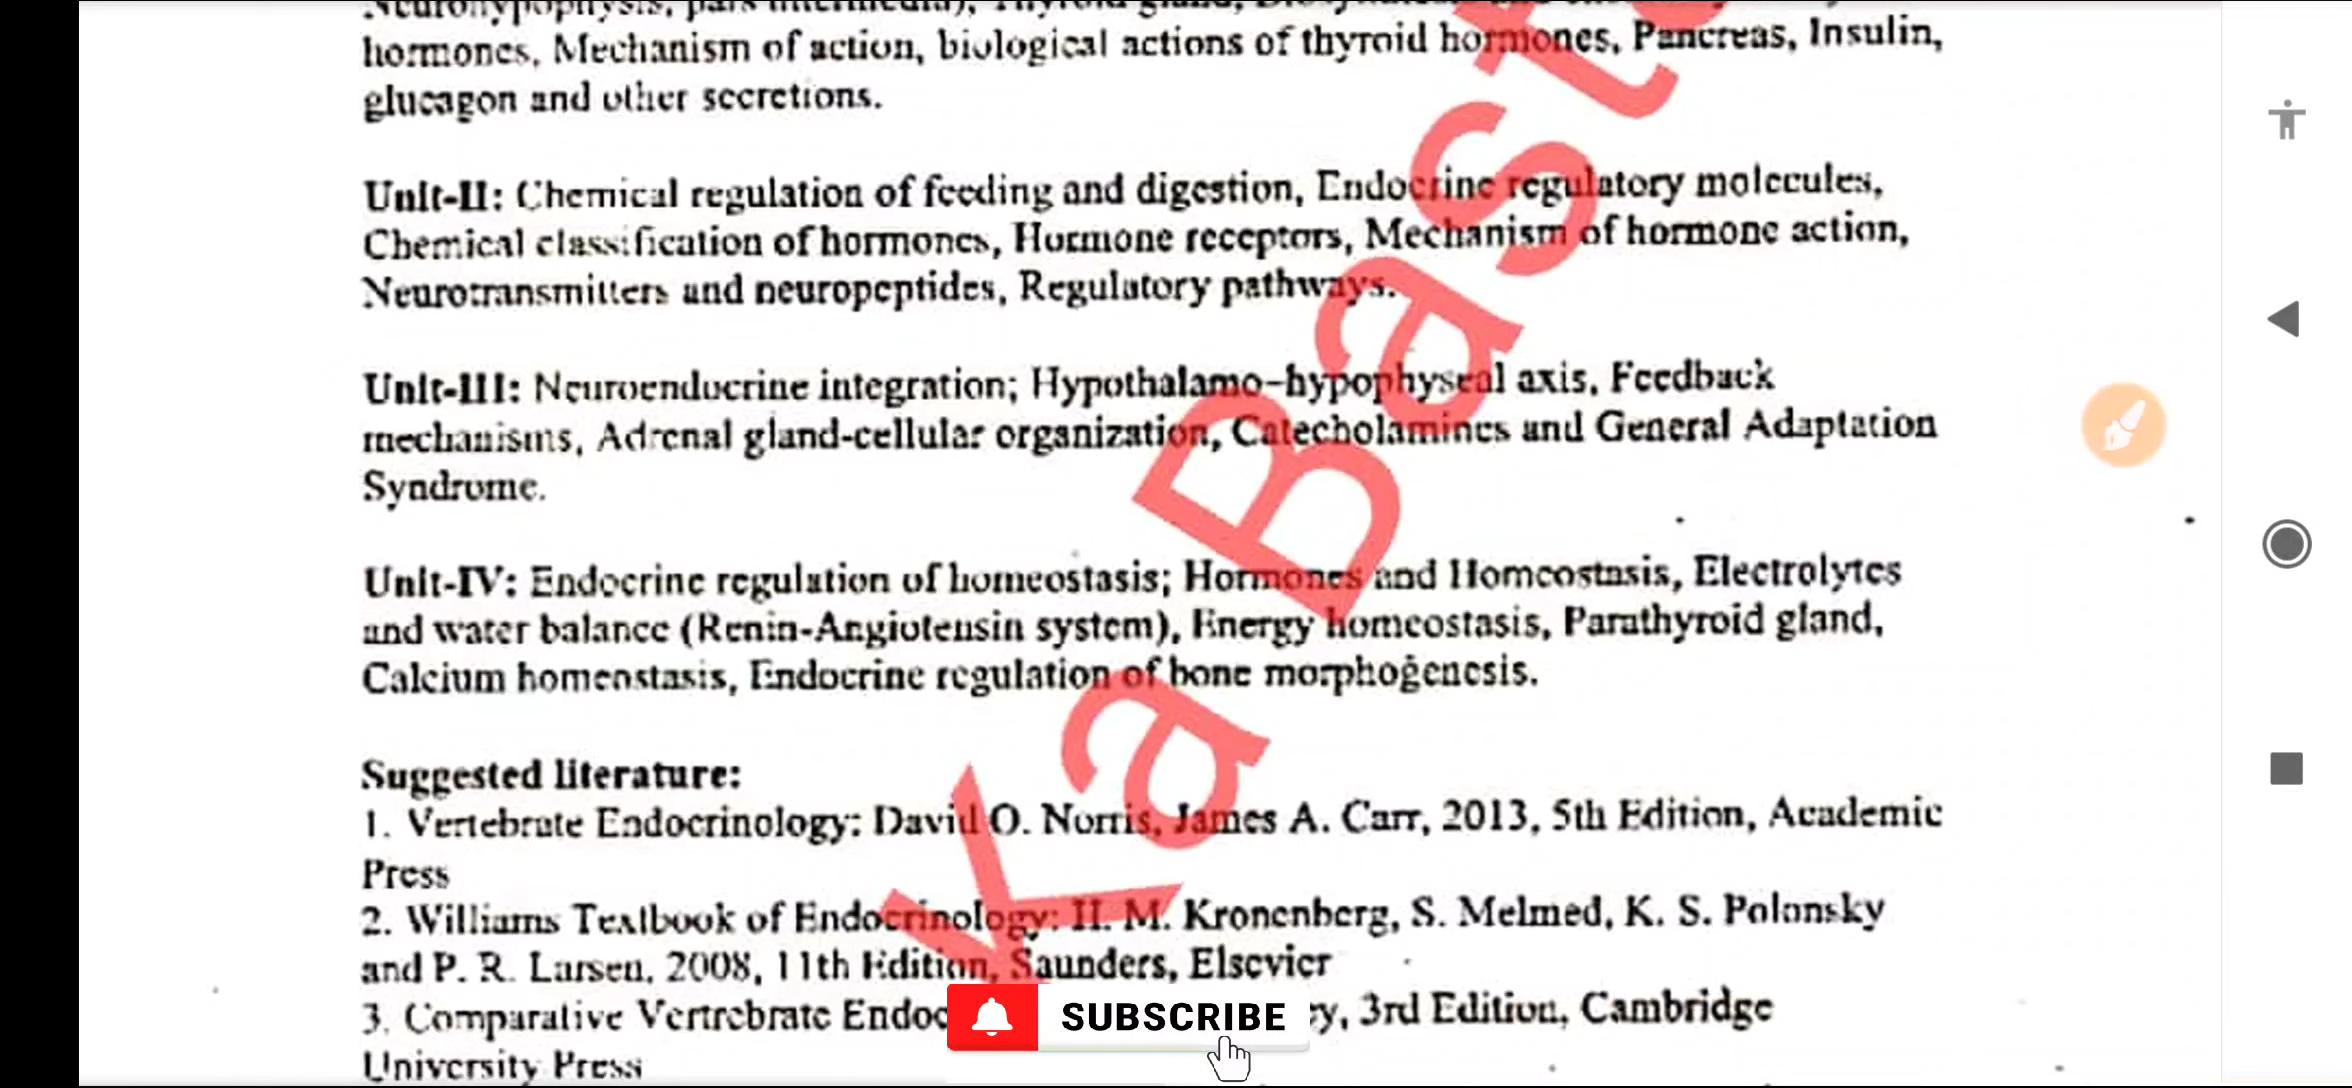 Neurohypophysis, pars intermedia), Thyroid gland,
hormones, Mechanism of action, biological actions of thyroid hormones, Pancreas, Insulin,
glucagon and other secretions.
Unit-II: Chemical regulation of feeding and digestion, Endocrine regulatory molecules,
Chemical classification of hormones, Hormone receptors, Mechanism of hormone action,
Neurotransmitters and neuropeptides, Regulatory pathways.
Unit-III: Neuroendocrine integration; Hypothalamo-hypophyseal axis, Feedback
mechanisms, Adrenal gland-cellular organization, Catecholamines and General Adaptation
Syndrome.
Unit-IV: Endocrine regulation of homeostasis; Hormones and Homeostasis, Electrolytes
and water balance (Renin-Angiotensin system), Energy homeostasis, Parathyroid gland,
Calcium homeostasis, Endocrine regulation of bone morphogenesis.
Suggested literature:
1. Vertebrate Endocrinology: David O. Norris, James A. Carr, 2013, 5th Edition, Academic
Press
2. Williams Textbook of Endocrinology: H. M. Kronenberg, S. Melmed, K. S. Polonsky
and P. R. Larsen, 2008, 11th Edition, Saunders, Elsevier
3. Comparative Vertrebrate 3rd Edition, Cambridge
University Press
Ka
SUBSCRIBE